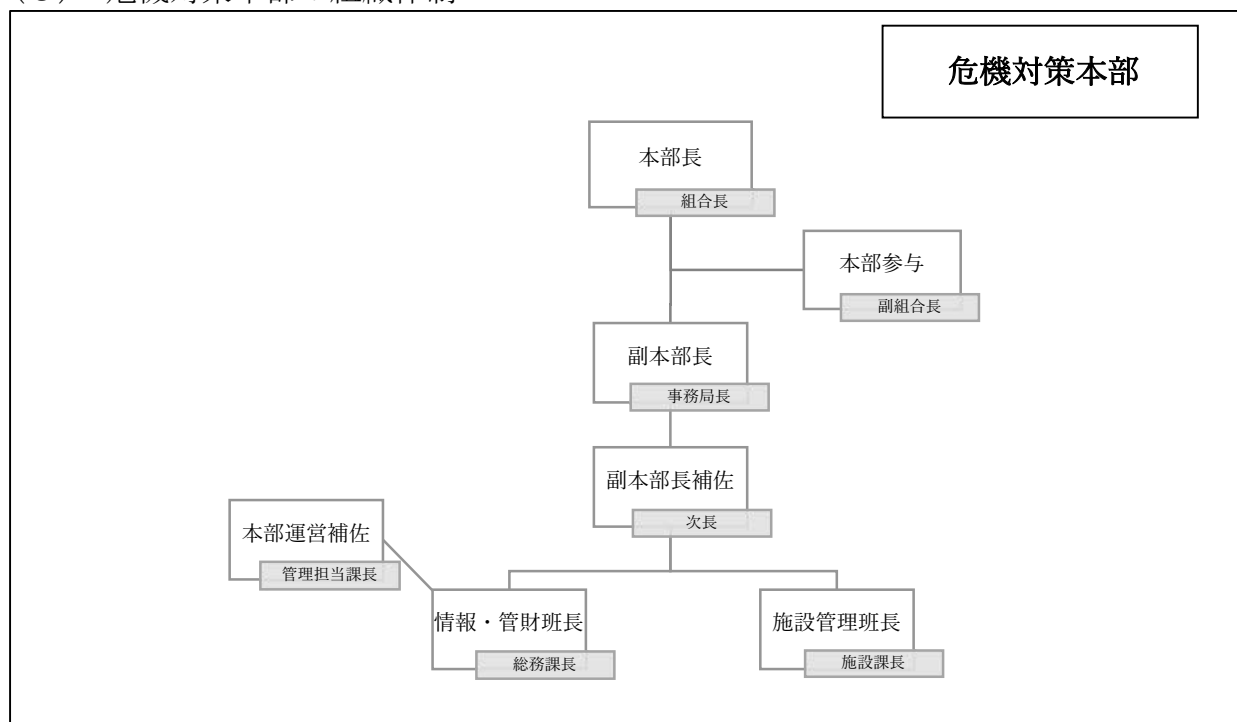 危機対策本部
本部長
組合長
本部参与
副組合長
副本部長
事務局長
副本部長補佐
次長
本部運営補佐
管理担当課長
情報・管財班長
総務課長
施設管理班長
施設課長